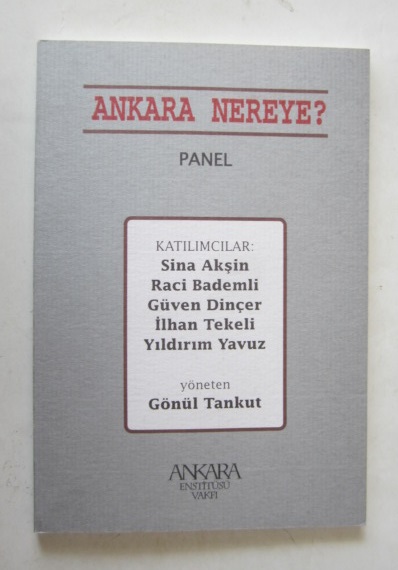 ANKARA NEREYE?
PANEL
KATILIMCILAR:
Sina Akşin
Raci Bademli
Güven Dinçer
İlhan Tekeli
Yıldırım Yavuz
yöneten
Gönül Tankut
ANKARA
ENSTİTÜSÜ
VAKFI